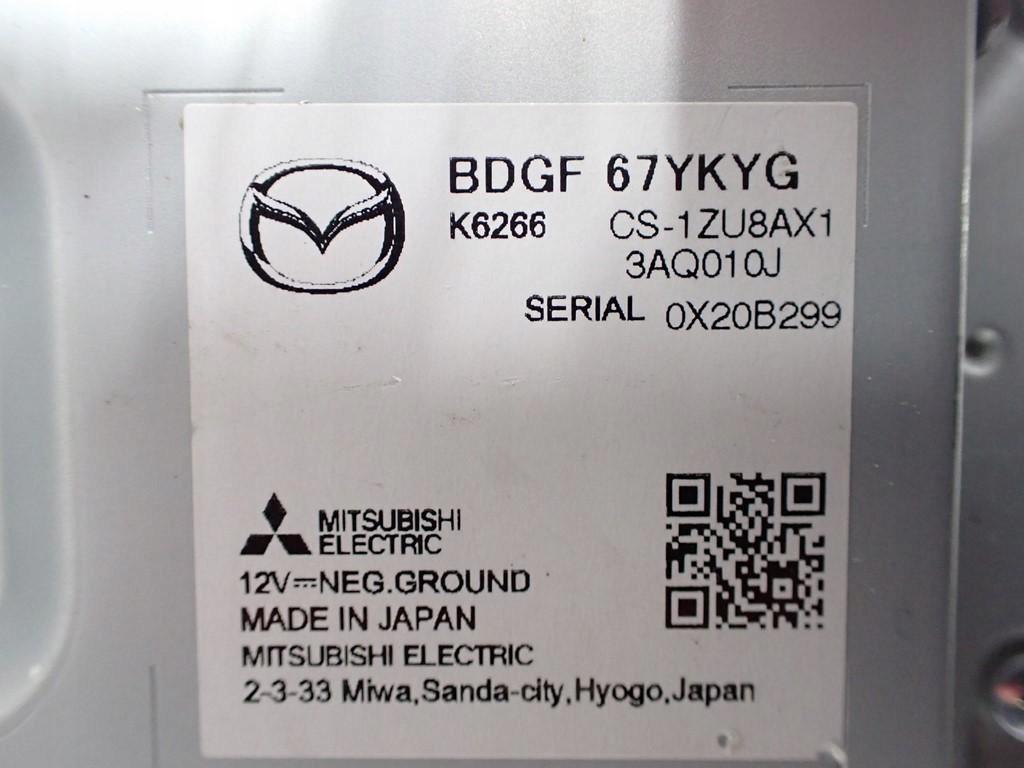 BDGF 67YKYG
K6266 CS-1ZU8AX1
3AQ010J
SERIAL 0X20B299
MITSUBISHI
ELECTRIC
12V⎓NEG.GROUND
MADE IN JAPAN
MITSUBISHI ELECTRIC
2-3-33 Miwa,Sanda-city,Hyogo,Japan